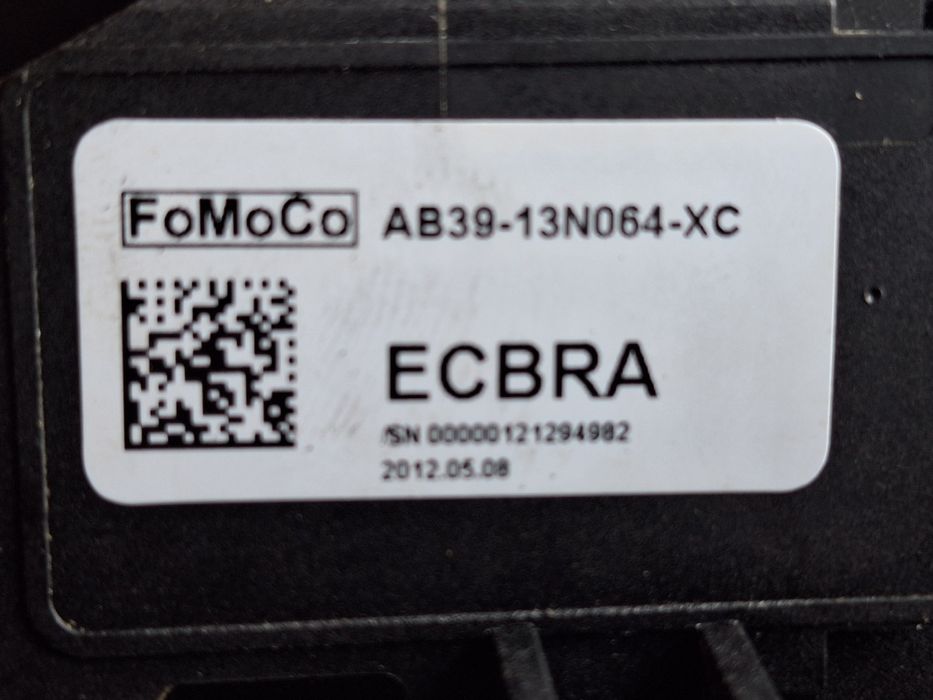 FoMoCo AB39-13N064-XC
ECBRA
/SN 00000121294982
2012.05.08